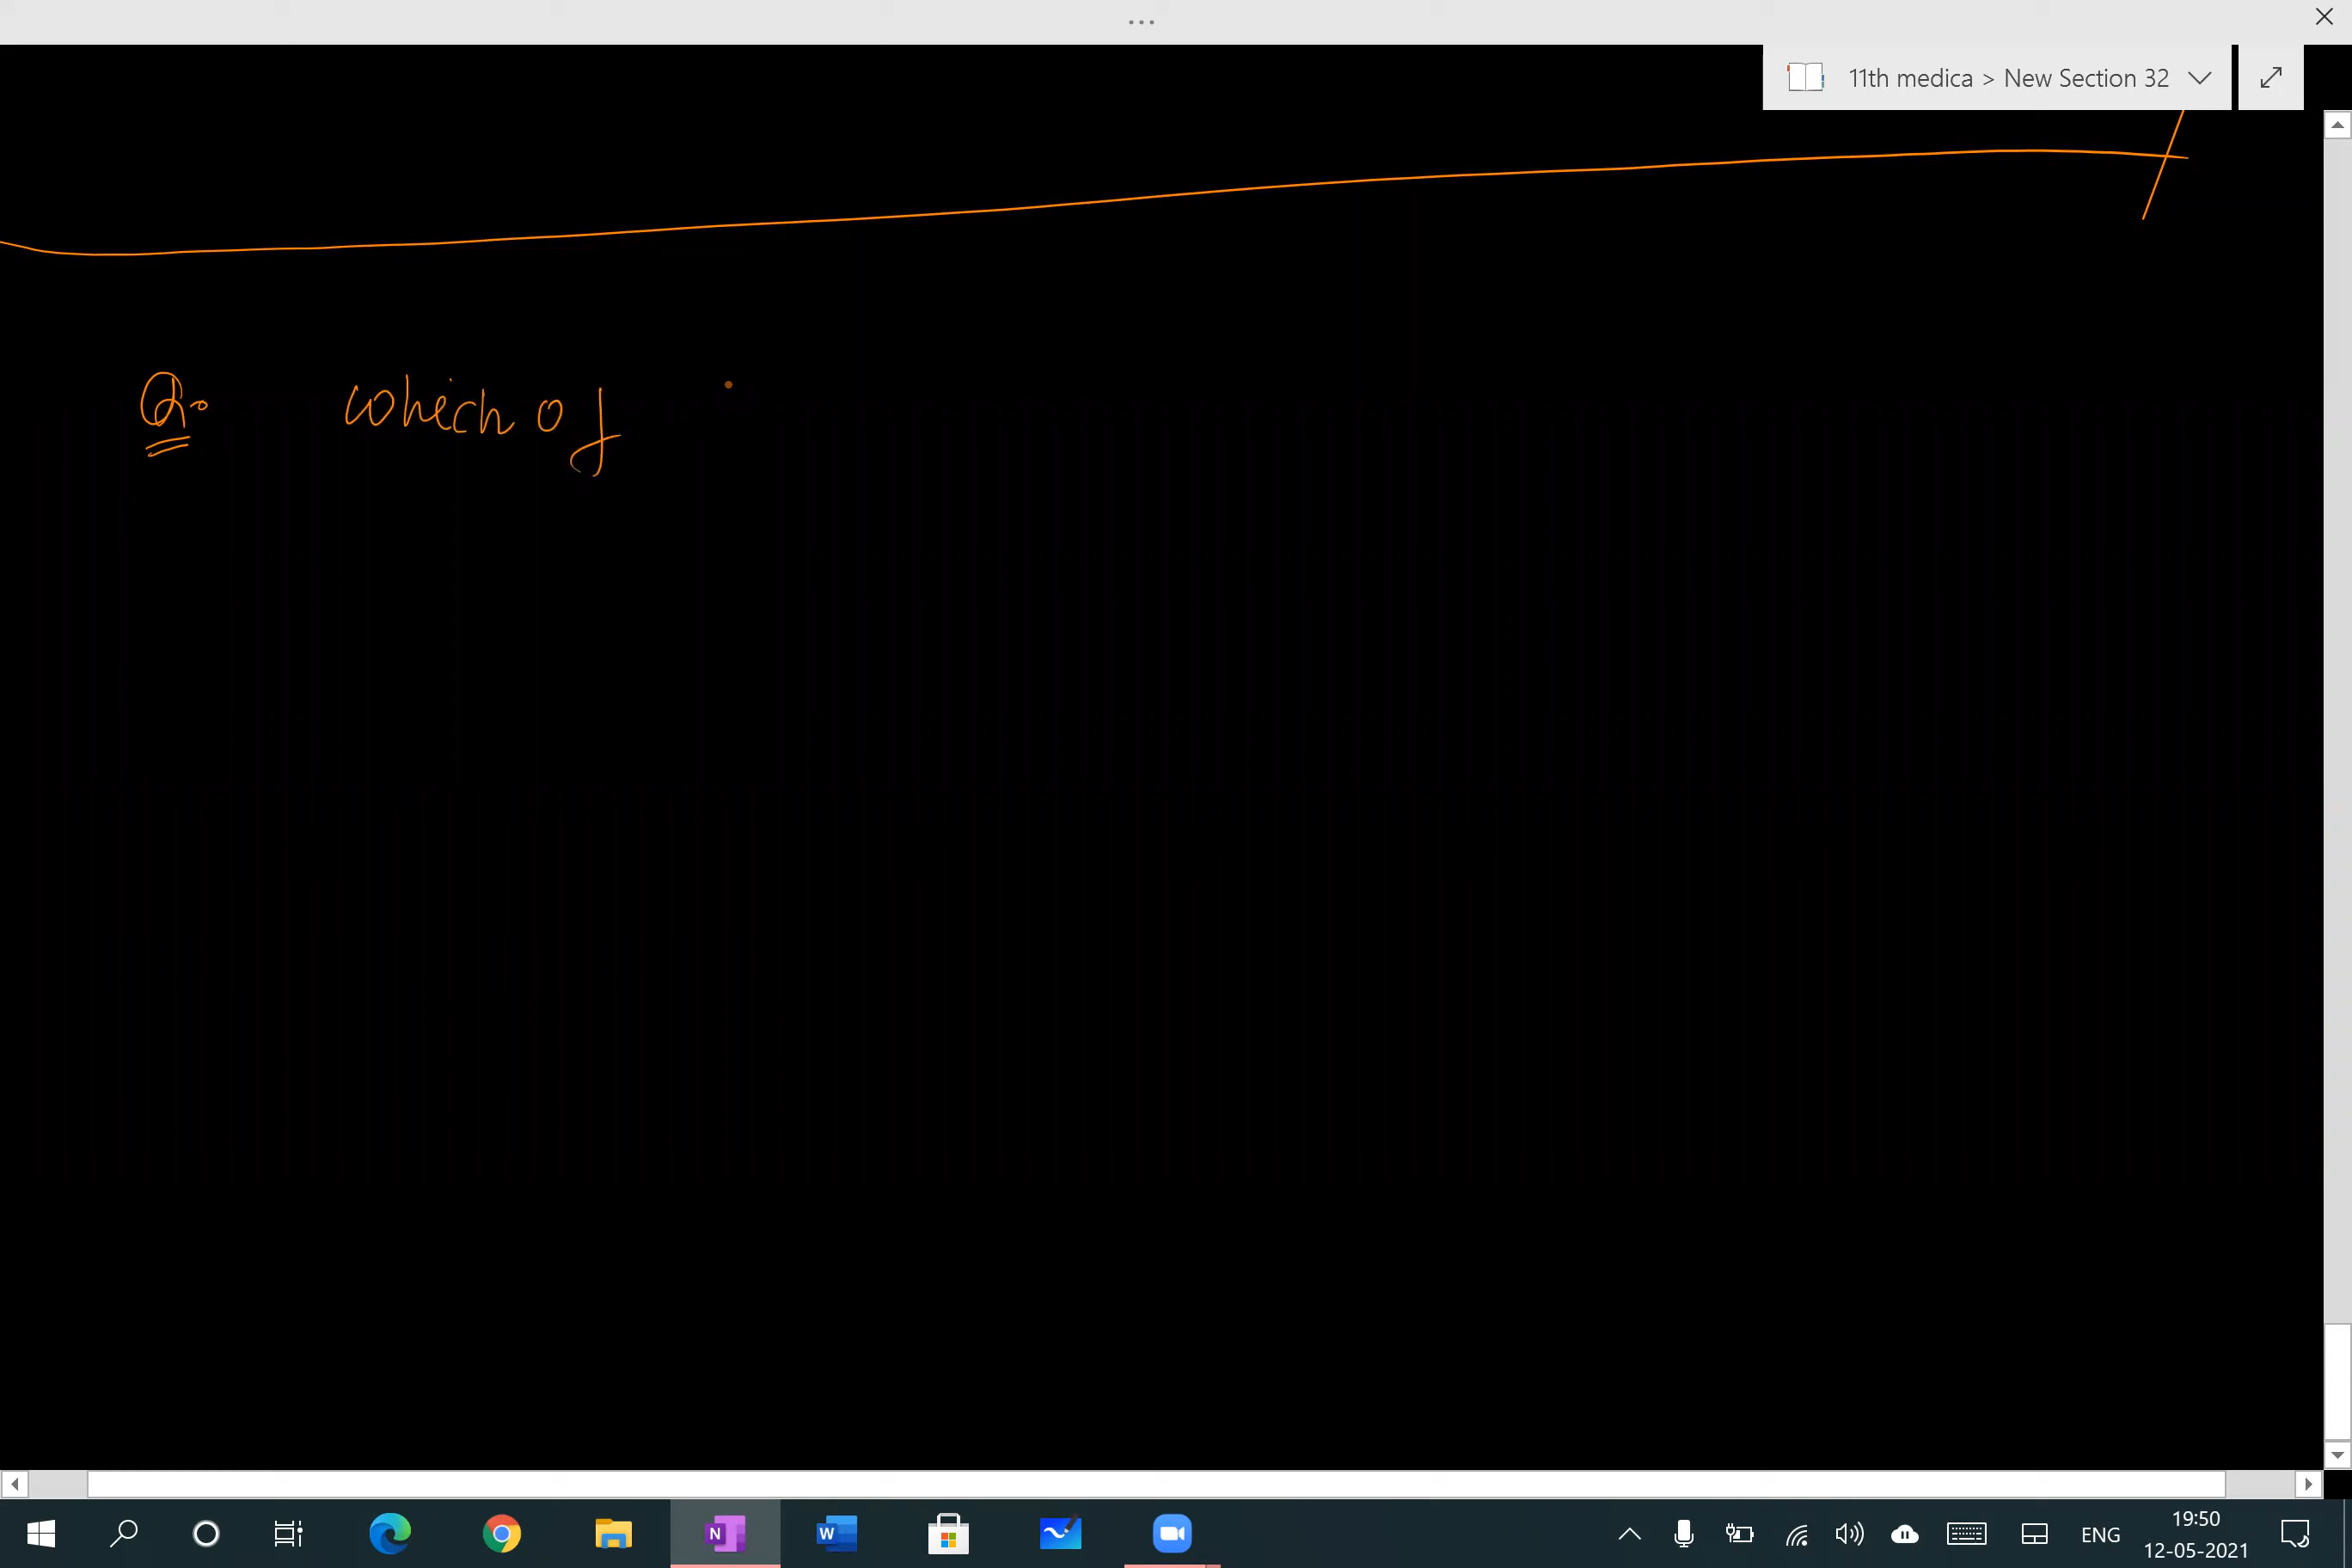 11th medica > New Section 32
Q. which of
N
W
ENG
19:50
12-05-2021